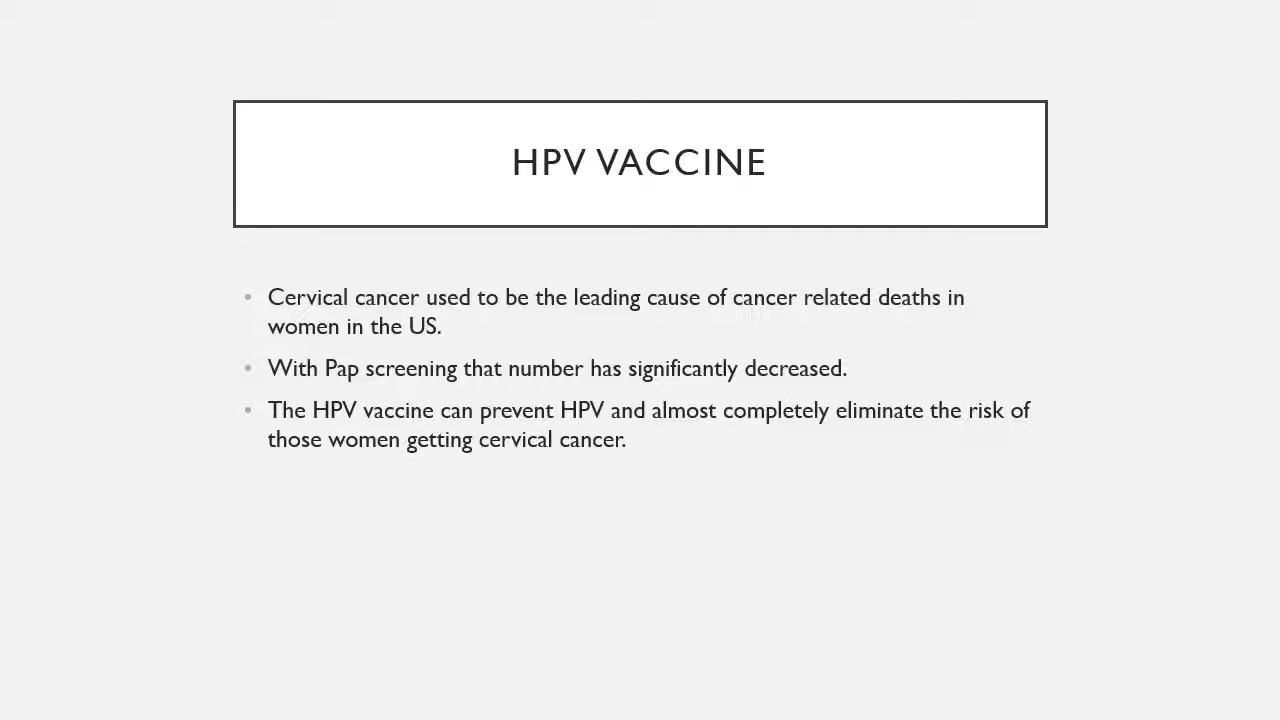 HPV VACCINE
• Cervical cancer used to be the leading cause of cancer related deaths in
women in the US.
• With Pap screening that number has significantly decreased.
• The HPV vaccine can prevent HPV and almost completely eliminate the risk of
those women getting cervical cancer.